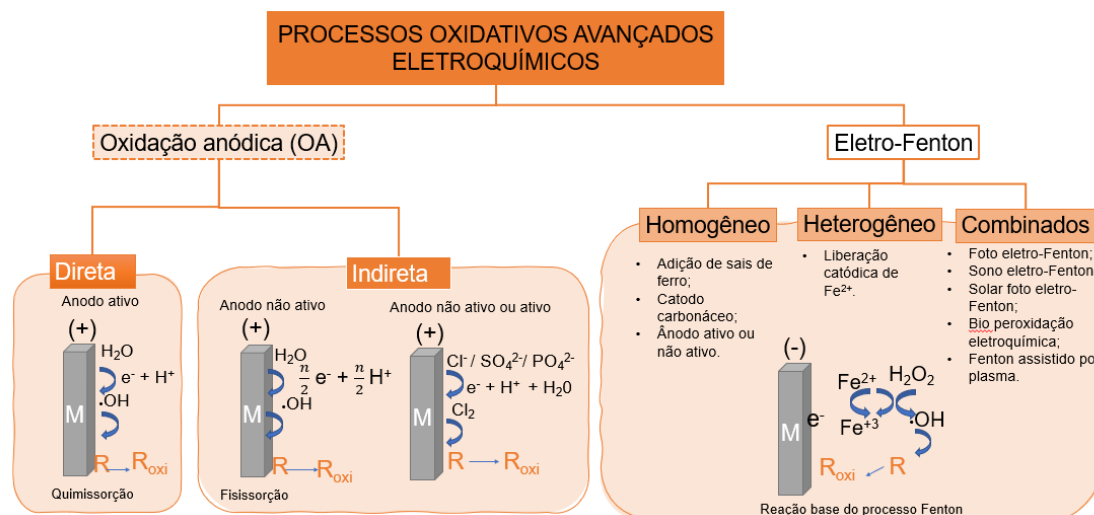 PROCESSOS OXIDATIVOS AVANÇADOS
ELETROQUÍMICOS
Oxidação anódica (OA)
Eletro-Fenton
Direta
Indireta
Homogêneo
Heterogêneo
Combinados
Anodo ativo
(+)
H₂O
e⁻ + H⁺
·OH
M
R → R_oxi
Quimissorção
Anodo não ativo
(+)
H₂O
n/2 e⁻ + n/2 H⁺
·OH
M
R → R_oxi
Fisissorção
Anodo não ativo ou ativo
(+)
Cl⁻/ SO₄²⁻/ PO₄²⁻
e⁻ + H⁺ + H₂0
Cl₂
M
R → R_oxi
• Adição de sais de
ferro;
• Catodo
carbonáceo;
• Ânodo ativo ou
não ativo.
• Liberação
catódica de
Fe²⁺.
• Foto eletro-Fenton;
• Sono eletro-Fenton
• Solar foto eletro-
Fenton;
• Bio peroxidação
eletroquímica;
• Fenton assistido po
plasma.
(-)
Fe²⁺ H₂O₂
M e⁻
Fe⁺³ ·OH
R_oxi ← R
Reação base do processo Fenton